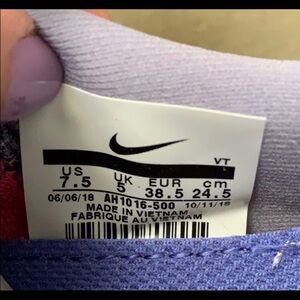 VT
US UK EUR cm
7.5 5 38.5 24.5
06/06/18 AH1016-500 10/11/18
MADE IN VIETNAM
FABRIQUE AU VIETNAM